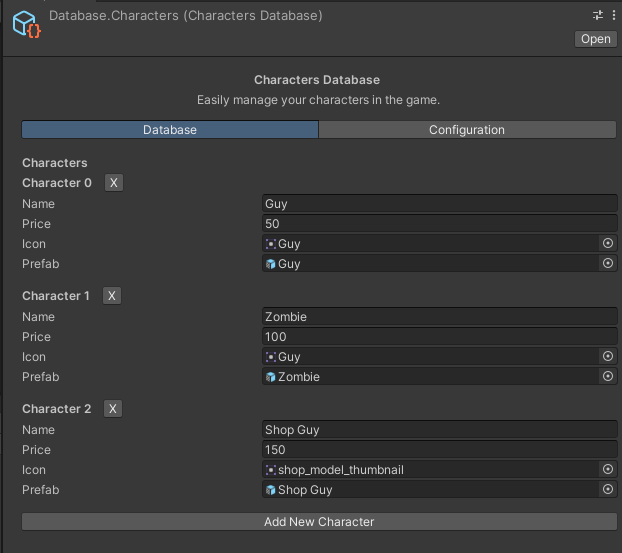 Database.Characters (Characters Database)
Open
Characters Database
Easily manage your characters in the game.
Database Configuration
Characters
Character 0 X
Name Guy
Price 50
Icon Guy
Prefab Guy
Character 1 X
Name Zombie
Price 100
Icon Guy
Prefab Zombie
Character 2 X
Name Shop Guy
Price 150
Icon shop_model_thumbnail
Prefab Shop Guy
Add New Character